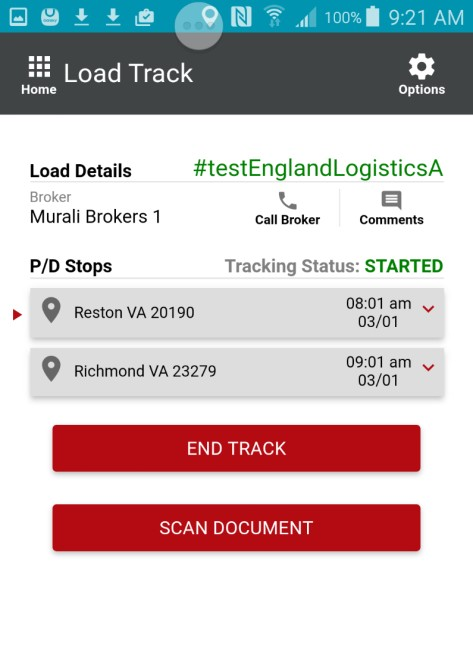 100% 9:21 AM
Home
Load Track
Options
Load Details #testEnglandLogisticsA
Broker
Murali Brokers 1
Call Broker
Comments
P/D Stops Tracking Status: STARTED
Reston VA 20190
08:01 am
03/01
Richmond VA 23279
09:01 am
03/01
END TRACK
SCAN DOCUMENT